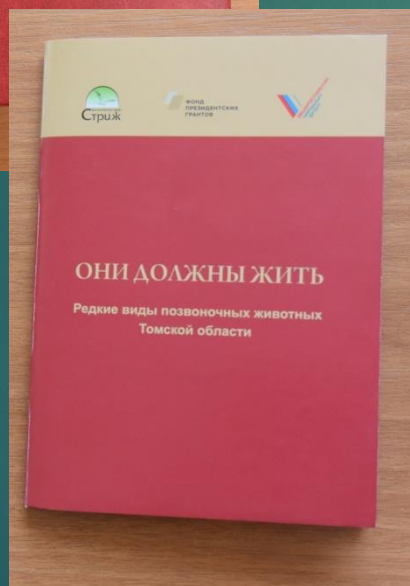 Стриж
ФОНД
ПРЕЗИДЕНТСКИХ
ГРАНТОВ
ОНИ ДОЛЖНЫ ЖИТЬ
Редкие виды позвоночных животных
Томской области